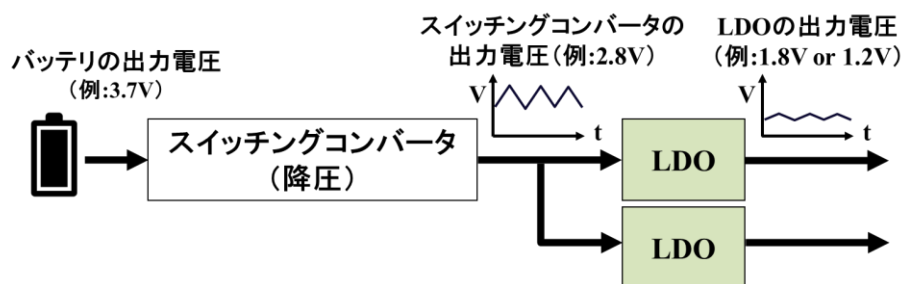 バッテリの出力電圧
(例:3.7V)
スイッチングコンバータの
出力電圧(例:2.8V)
LDOの出力電圧
(例:1.8V or 1.2V)
V
t
V
t
スイッチングコンバータ
(降圧)
LDO
LDO